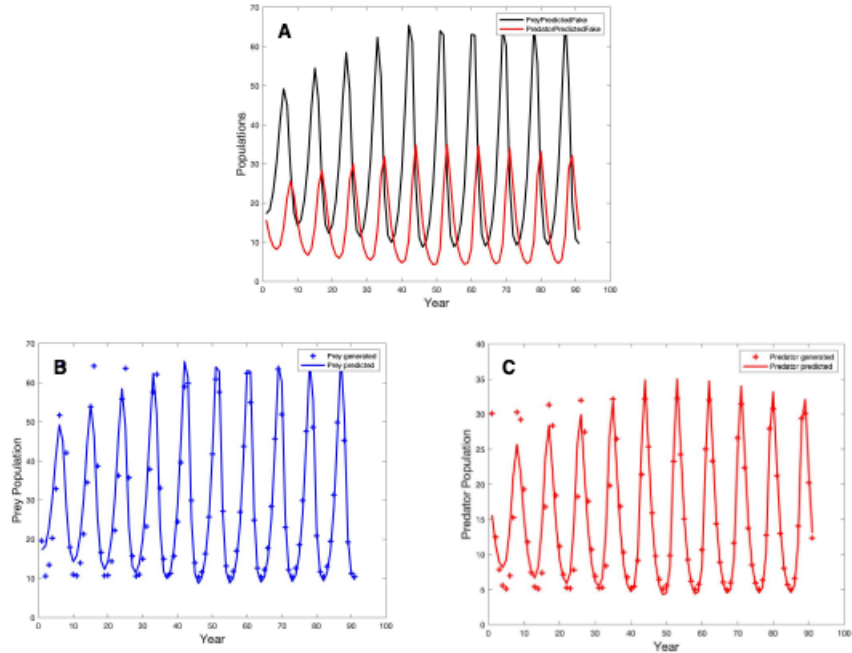 A
PreyPredictedFake
PredatorPredictedFake
Populations
70
60
50
40
30
20
10
0
0 10 20 30 40 50 60 70 80 90 100
Year
B
Prey generated
Prey predicted
Prey Population
70
60
50
40
30
20
10
0
0 10 20 30 40 50 60 70 80 90 100
Year
C
Predator generated
Predator predicted
Predator Population
40
35
30
25
20
15
10
5
0
0 10 20 30 40 50 60 70 80 90 100
Year